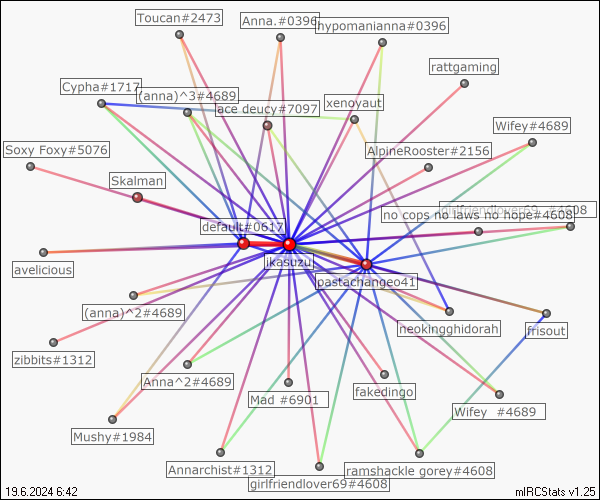 Toucan#2473
Anna.#0396
hypomanianna#0396
rattgaming
Cypha#1717
(anna)^3#4689
ace deucy#7097
xenoyaut
Wifey#4689
Soxy Foxy#5076
AlpineRooster#2156
Skalman
girlfriendlover69 #4608
no cops no laws no hope#4608
default#0617
jkasuzu
avelicious
pastachangeo41
(anna)^2#4689
neokingghidorah
frisout
zibbits#1312
Anna^2#4689
Mad #6901
fakedingo
Wifey #4689
Mushy#1984
Annarchist#1312
ramshackle gorey#4608
girlfriendlover69#4608
19.6.2024 6:42
mIRCStats v1.25